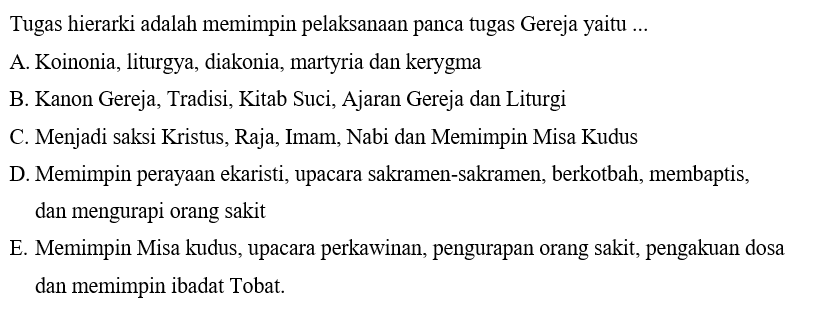 Tugas hierarki adalah memimpin pelaksanaan panca tugas Gereja yaitu ...
A. Koinonia, liturgya, diakonia, martyria dan kerygma
B. Kanon Gereja, Tradisi, Kitab Suci, Ajaran Gereja dan Liturgi
C. Menjadi saksi Kristus, Raja, Imam, Nabi dan Memimpin Misa Kudus
D. Memimpin perayaan ekaristi, upacara sakramen-sakramen, berkotbah, membaptis,
dan mengurapi orang sakit
E. Memimpin Misa kudus, upacara perkawinan, pengurapan orang sakit, pengakuan dosa
dan memimpin ibadat Tobat.